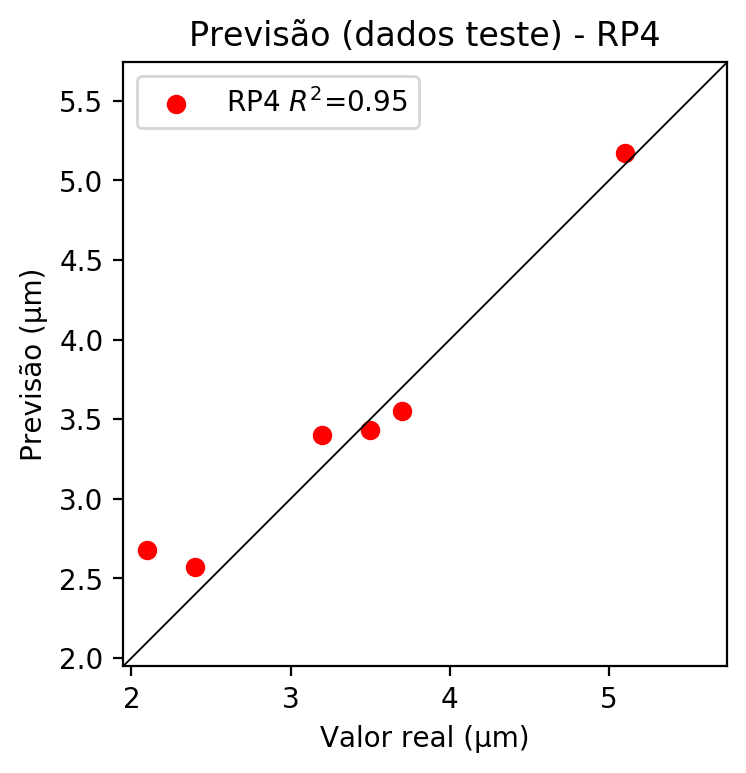 Previsão (dados teste) - RP4
RP4 R²=0.95
5.5
5.0
4.5
4.0
3.5
3.0
2.5
2.0
Previsão (μm)
2 3 4 5
Valor real (μm)